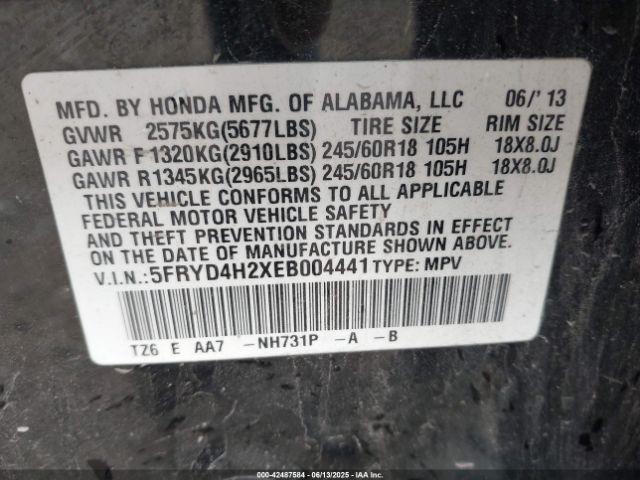 MFD. BY HONDA MFG. OF ALABAMA, LLC 06/'13
GVWR 2575KG(5677LBS) TIRE SIZE RIM SIZE
GAWR F 1320KG(2910LBS) 245/60R18 105H 18X8.0J
GAWR R1345KG(2965LBS) 245/60R18 105H 18X8.0J
THIS VEHICLE CONFORMS TO ALL APPLICABLE
FEDERAL MOTOR VEHICLE SAFETY
AND THEFT PREVENTION STANDARDS IN EFFECT
ON THE DATE OF MANUFACTURE SHOWN ABOVE.
V.I.N.:5FRYD4H2XEB004441 TYPE: MPV
TZ6 E AA7 -NH731P -A -B
000-42487584 | 06/13/2025 | IAAI.COM